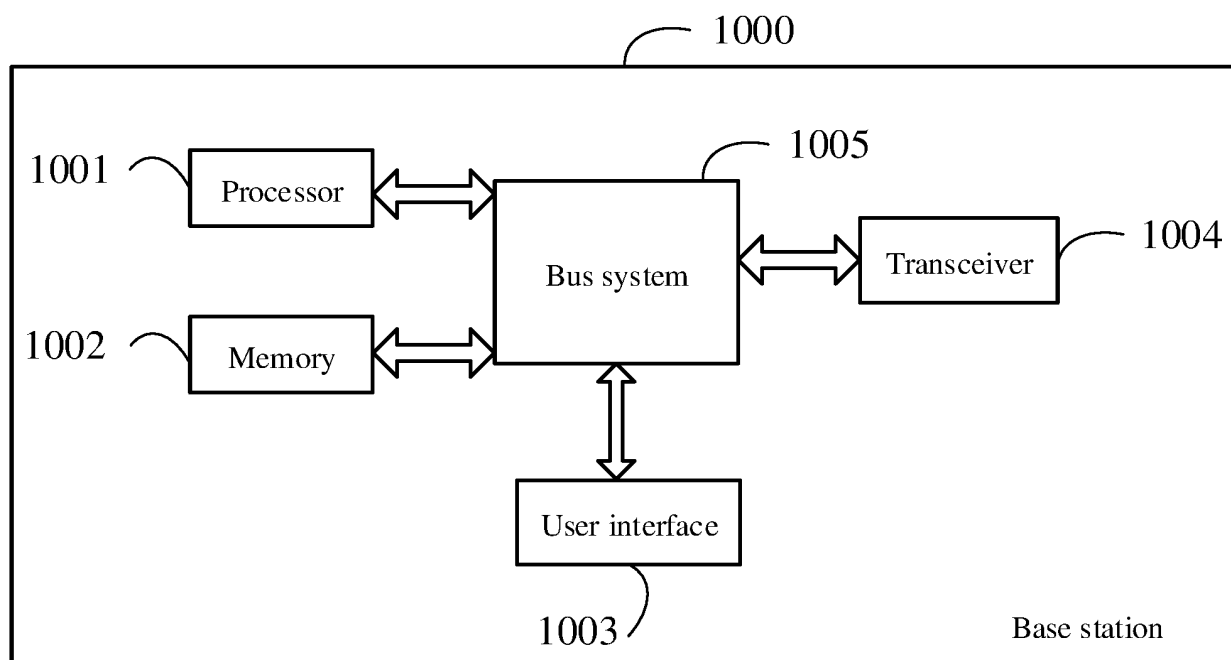 1000
1005
1001
Processor
1004
Bus system
Transceiver
1002
Memory
User interface
1003
Base station